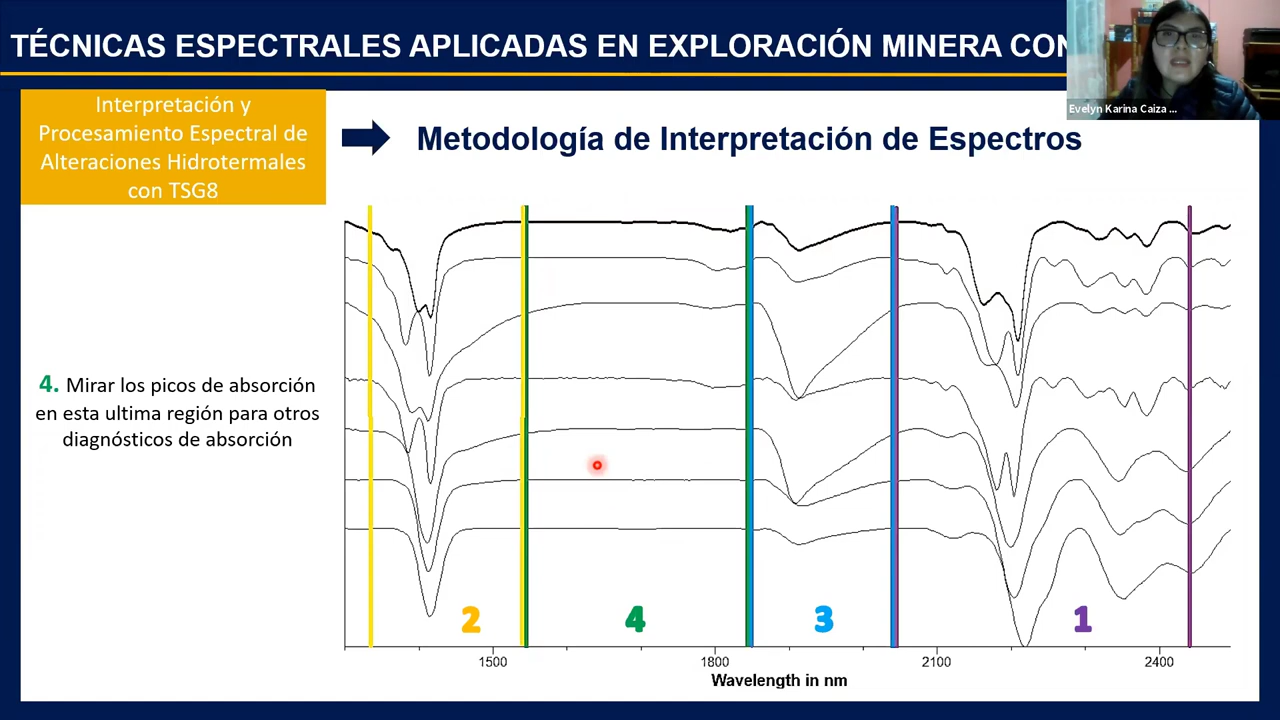 TÉCNICAS ESPECTRALES APLICADAS EN EXPLORACIÓN MINERA CON
Evelyn Karina Caiza ...
Interpretación y
Procesamiento Espectral de
Alteraciones Hidrotermales
con TSG8
Metodología de Interpretación de Espectros
4. Mirar los picos de absorción
en esta ultima región para otros
diagnósticos de absorción
2
4
3
1
1500
1800
2100
2400
Wavelength in nm